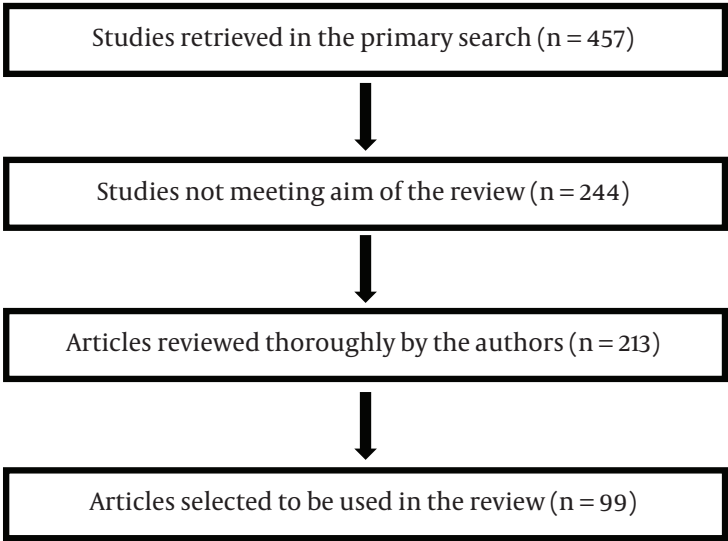 Studies retrieved in the primary search (n = 457)
Studies not meeting aim of the review (n = 244)
Articles reviewed thoroughly by the authors (n = 213)
Articles selected to be used in the review (n = 99)